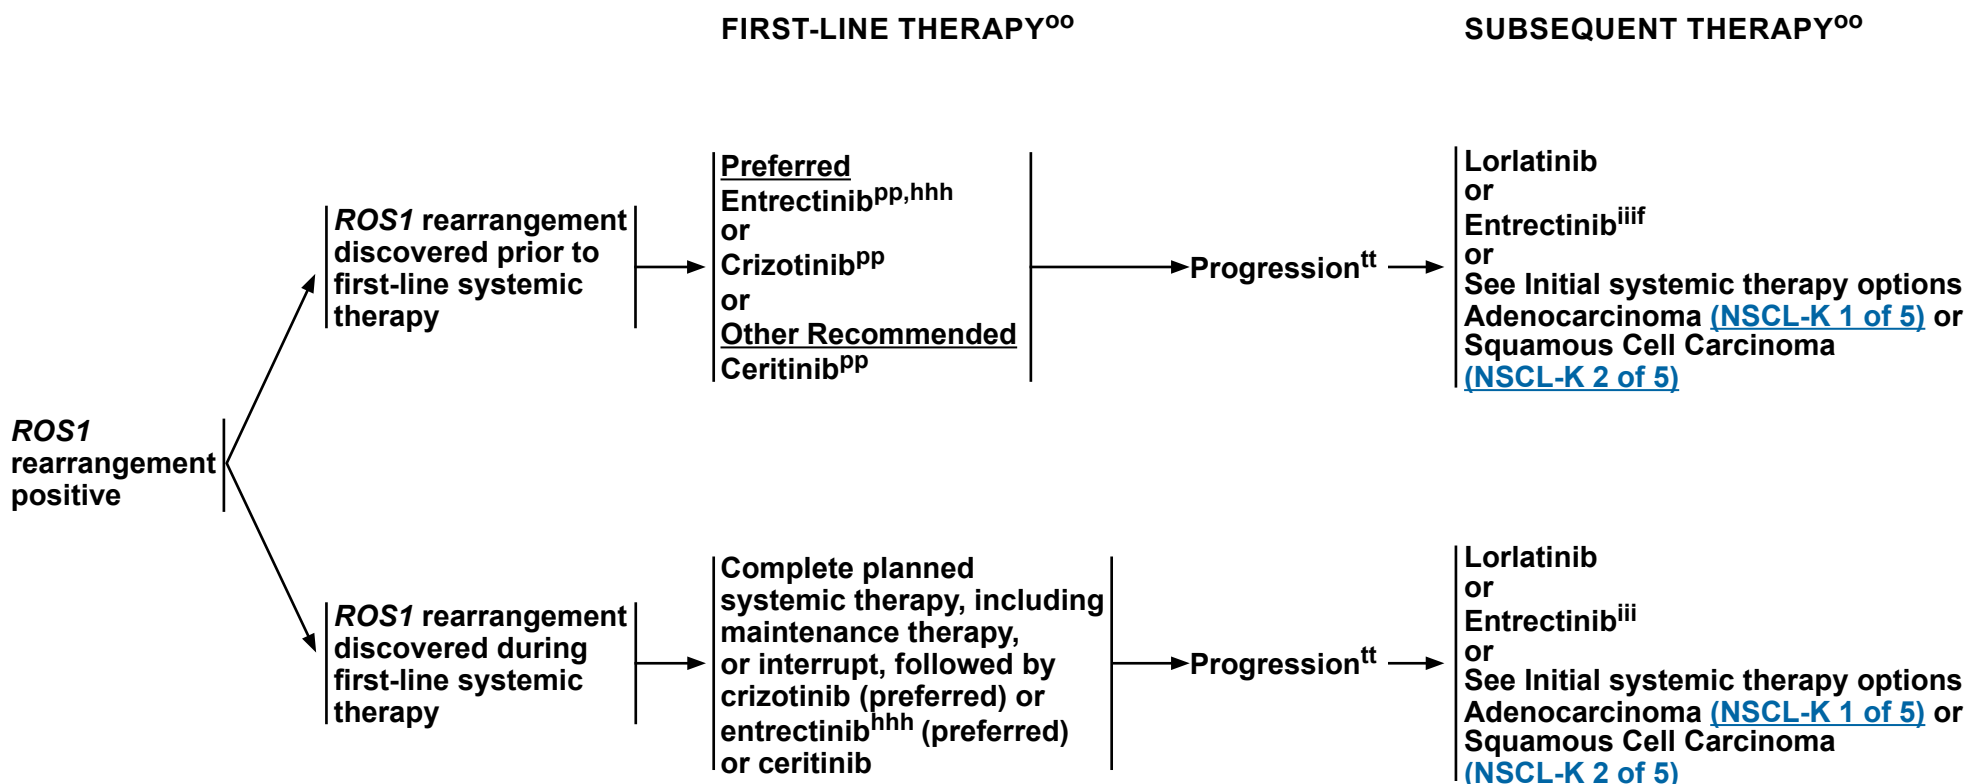 FIRST-LINE THERAPYoo
SUBSEQUENT THERAPYoo
ROS1
rearrangement
positive
ROS1 rearrangement
discovered prior to
first-line systemic
therapy
Preferred
Entrectinibpp,hhh
or
Crizotinibpp
or
Other Recommended
Ceritinibpp
Progressiontt
Lorlatinib
or
Entrectinibiiif
or
See Initial systemic therapy options
Adenocarcinoma (NSCL-K 1 of 5) or
Squamous Cell Carcinoma
(NSCL-K 2 of 5)
ROS1 rearrangement
discovered during
first-line systemic
therapy
Complete planned
systemic therapy, including
maintenance therapy,
or interrupt, followed by
crizotinib (preferred) or
entrectinibhhh (preferred)
or ceritinib
Progressiontt
Lorlatinib
or
Entrectinibiii
or
See Initial systemic therapy options
Adenocarcinoma (NSCL-K 1 of 5) or
Squamous Cell Carcinoma
(NSCL-K 2 of 5)